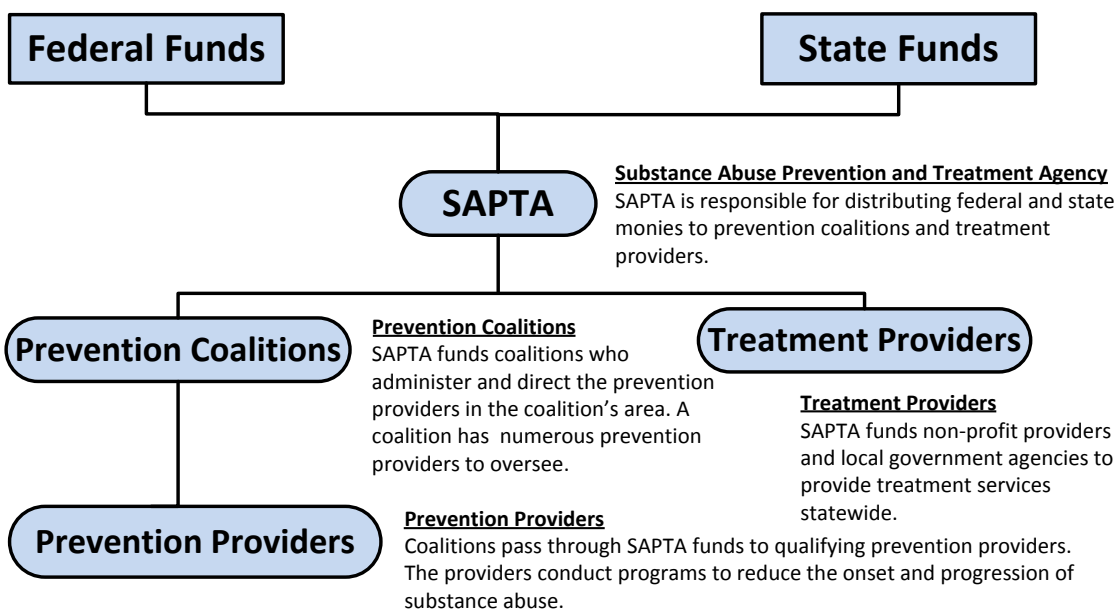 Federal Funds
State Funds
SAPTA
Substance Abuse Prevention and Treatment Agency
SAPTA is responsible for distributing federal and state
monies to prevention coalitions and treatment
providers.
Prevention Coalitions
Prevention Coalitions
SAPTA funds coalitions who
administer and direct the prevention
providers in the coalition's area. A
coalition has numerous prevention
providers to oversee.
Treatment Providers
Treatment Providers
SAPTA funds non-profit providers
and local government agencies to
provide treatment services
statewide.
Prevention Providers
Prevention Providers
Coalitions pass through SAPTA funds to qualifying prevention providers.
The providers conduct programs to reduce the onset and progression of
substance abuse.